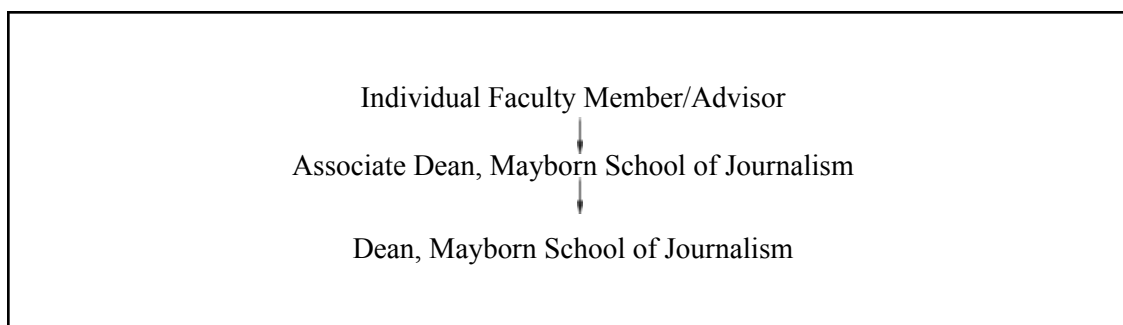 Individual Faculty Member/Advisor
Associate Dean, Mayborn School of Journalism
Dean, Mayborn School of Journalism